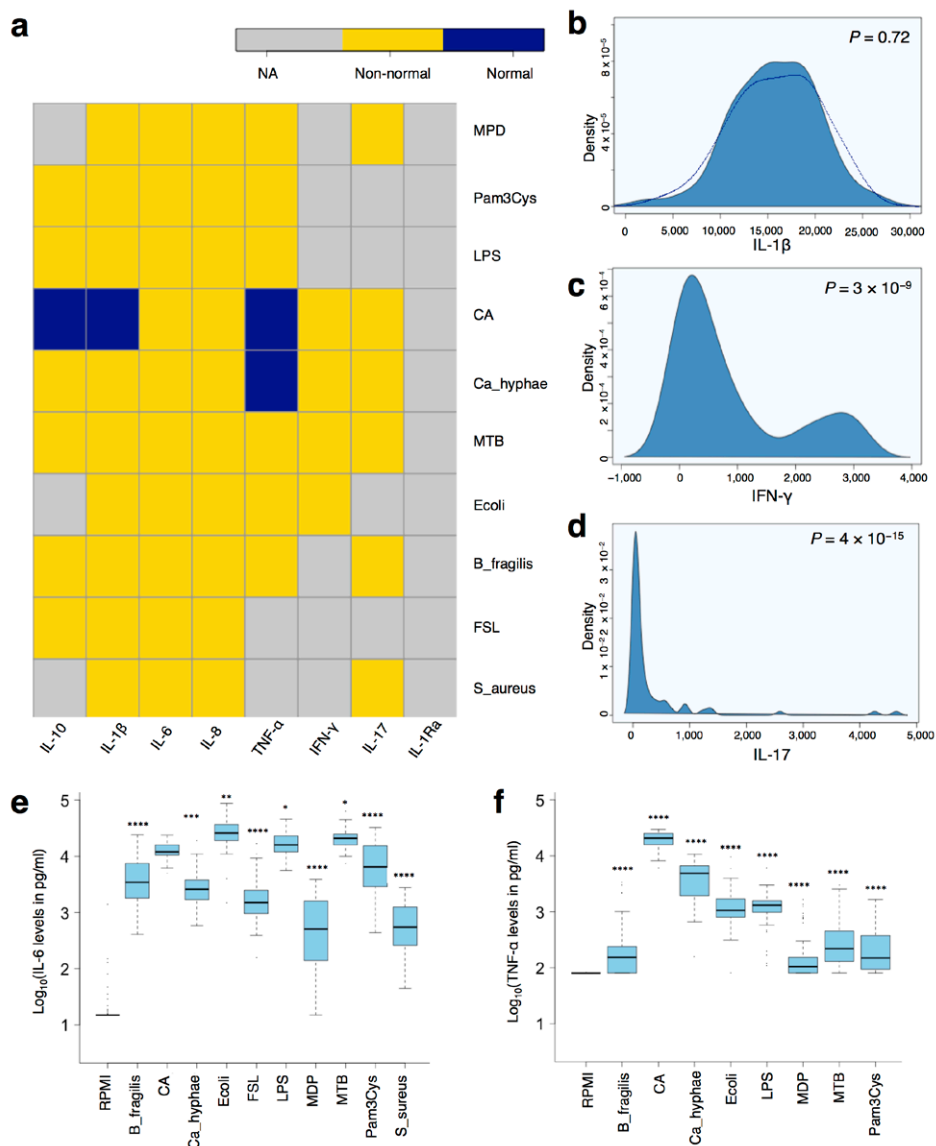 a
NA Non-normal Normal
MPD
Pam3Cys
LPS
CA
Ca_hyphae
MTB
Ecoli
B_fragilis
FSL
S_aureus
IL-10 IL-1β IL-6 IL-8 TNF-α IFN-γ IL-17 IL-1Ra
b
P = 0.72
Density
0 4 × 10⁻⁵ 8 × 10⁻⁵
0 5,000 10,000 15,000 20,000 25,000 30,000
IL-1β
c
P = 3 × 10⁻⁹
Density
0 2 × 10⁻⁴ 4 × 10⁻⁴ 6 × 10⁻⁴
-1,000 0 1,000 2,000 3,000 4,000
IFN-γ
d
P = 4 × 10⁻¹⁵
Density
0 1 × 10⁻² 2 × 10⁻² 3 × 10⁻²
0 1,000 2,000 3,000 4,000 5,000
IL-17
e
Log₁₀(IL-6 levels in pg/ml)
5
4
3
2
1
**** *** ** **** * **** * **** ****
RPMI B_fragilis CA Ca_hyphae Ecoli FSL LPS MDP MTB Pam3Cys S_sureus
f
Log₁₀(TNF-α levels in pg/ml)
5
4
3
2
1
**** **** **** **** **** **** **** ****
RPMI B_fragilis CA Ca_hyphae Ecoli LPS MDP MTB Pam3Cys